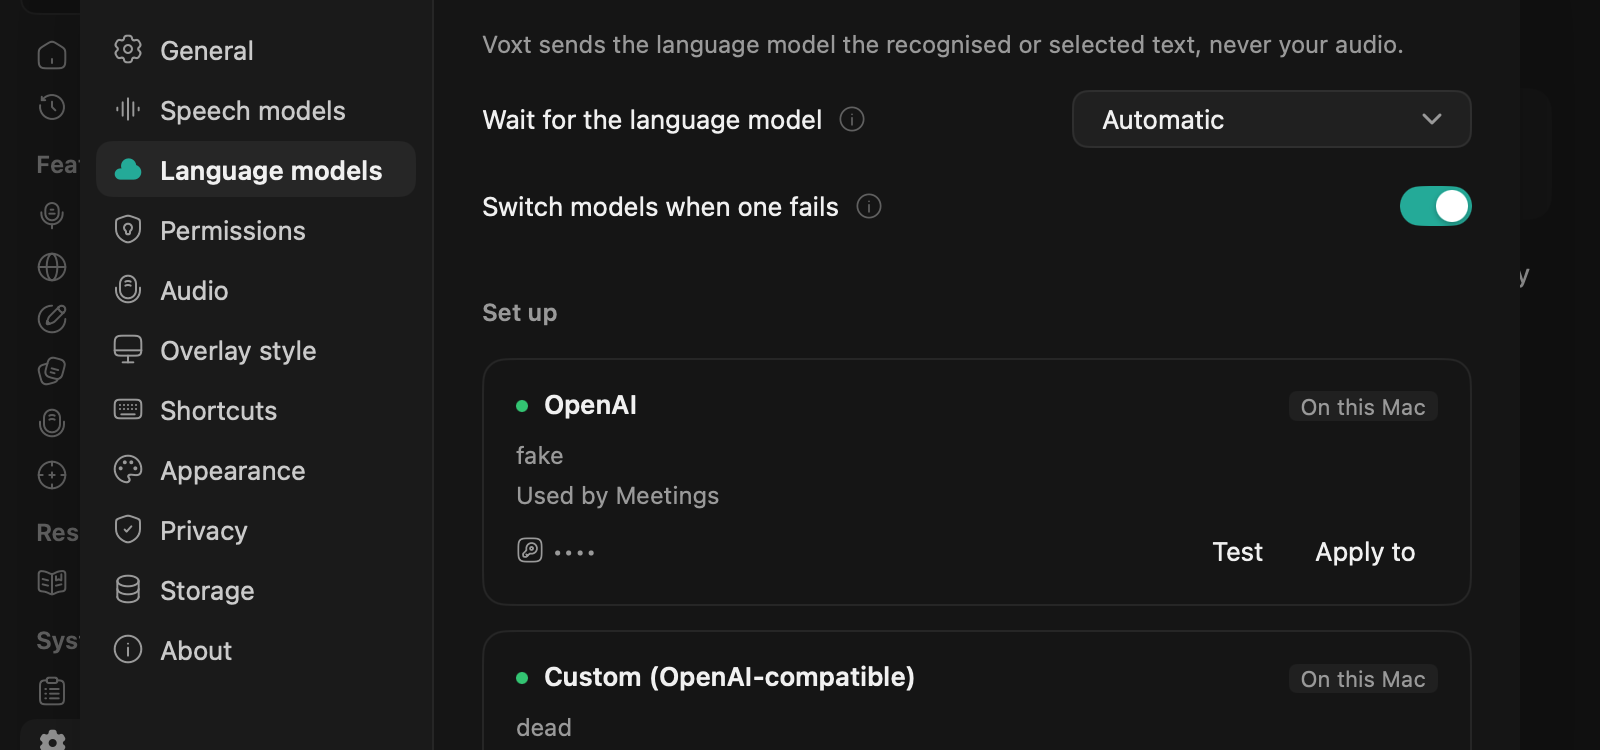 General
Speech models
Language models
Permissions
Audio
Overlay style
Shortcuts
Appearance
Privacy
Storage
About
Voxt sends the language model the recognised or selected text, never your audio.
Wait for the language model
Automatic
Switch models when one fails
Set up
OpenAI
On this Mac
fake
Used by Meetings
••••
Test
Apply to
Custom (OpenAI-compatible)
On this Mac
dead